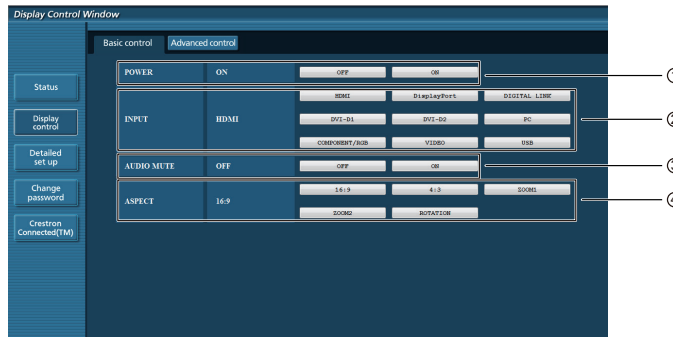 Display Control Window
Basic control Advanced control
Status
Display control
Detailed set up
Change password
Crestron Connected(TM)
POWER ON OFF ON
INPUT HDMI HDMI DisplayPort DIGITAL LINK
DVI-D1 DVI-D2 PC
COMPONENT/RGB VIDEO USB
AUDIO MUTE OFF OFF ON
ASPECT 16:9 16:9 4:3 ZOOM1
ZOOM2 ROTATION